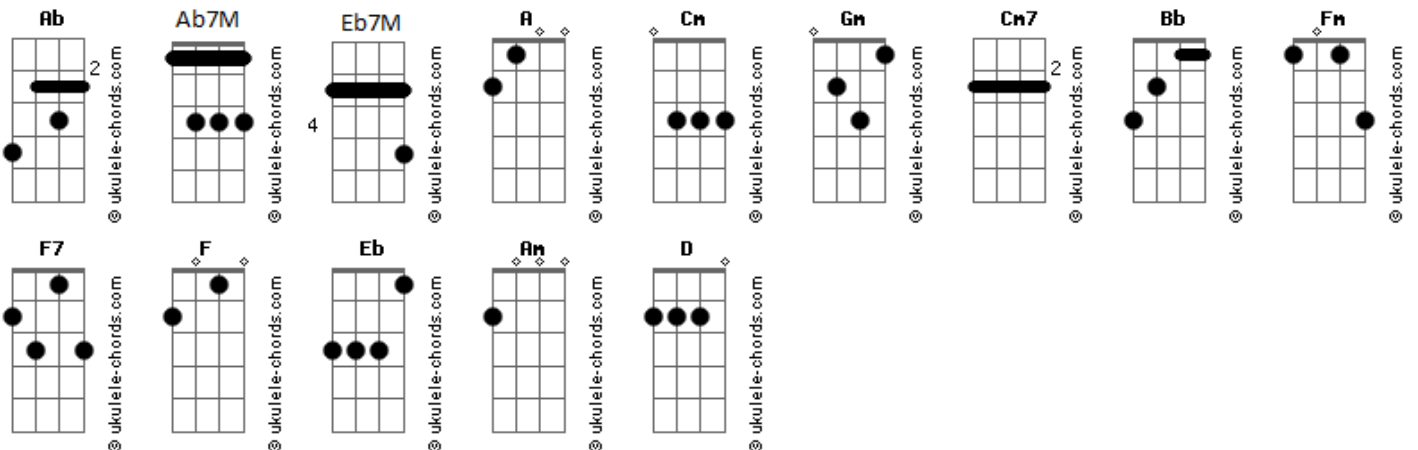 Ab Ab7M Eb7M A Cm Gm Cm7 Bb Fm
2 4 2
© ukulele-chords.com © ukulele-chords.com © ukulele-chords.com © ukulele-chords.com © ukulele-chords.com © ukulele-chords.com © ukulele-chords.com © ukulele-chords.com © ukulele-chords.com
F7 F Eb Am D
© ukulele-chords.com © ukulele-chords.com © ukulele-chords.com © ukulele-chords.com © ukulele-chords.com